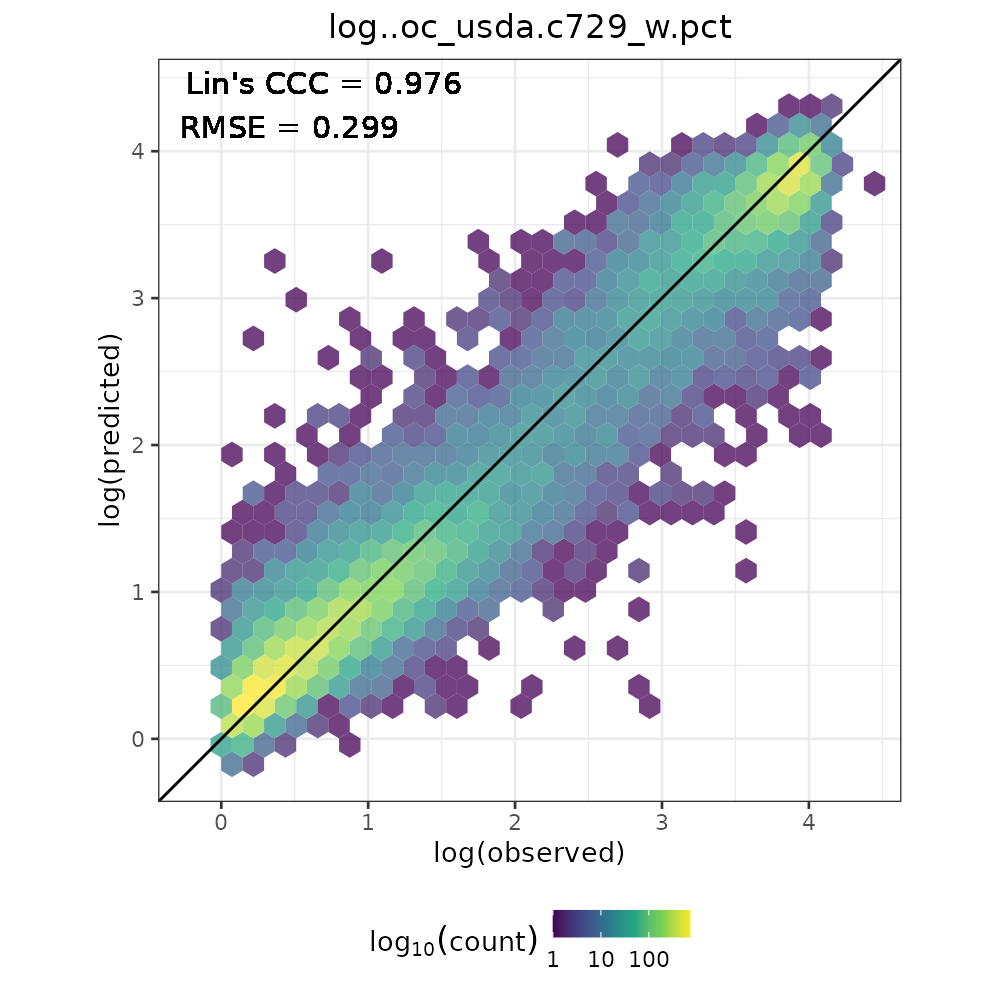 log..oc_usda.c729_w.pct
Lin's CCC = 0.976
RMSE = 0.299
log(predicted)
4
3
2
1
0
0 1 2 3 4
log(observed)
log10(count)
1 10 100